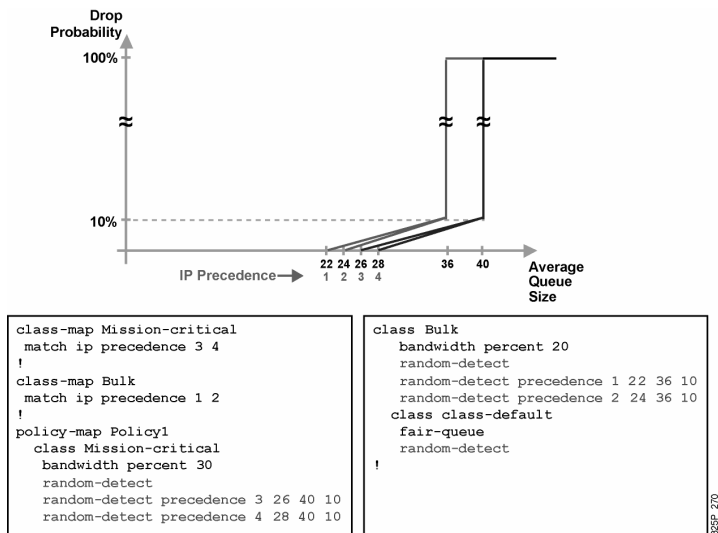 Drop
Probability
100%
≈ ≈ ≈
10%
22 24 26 28 36 40
IP Precedence 1 2 3 4
Average
Queue
Size
class-map Mission-critical
match ip precedence 3 4
!
class-map Bulk
match ip precedence 1 2
!
policy-map Policy1
class Mission-critical
bandwidth percent 30
random-detect
random-detect precedence 3 26 40 10
random-detect precedence 4 28 40 10
class Bulk
bandwidth percent 20
random-detect
random-detect precedence 1 22 36 10
random-detect precedence 2 24 36 10
class class-default
fair-queue
random-detect
!